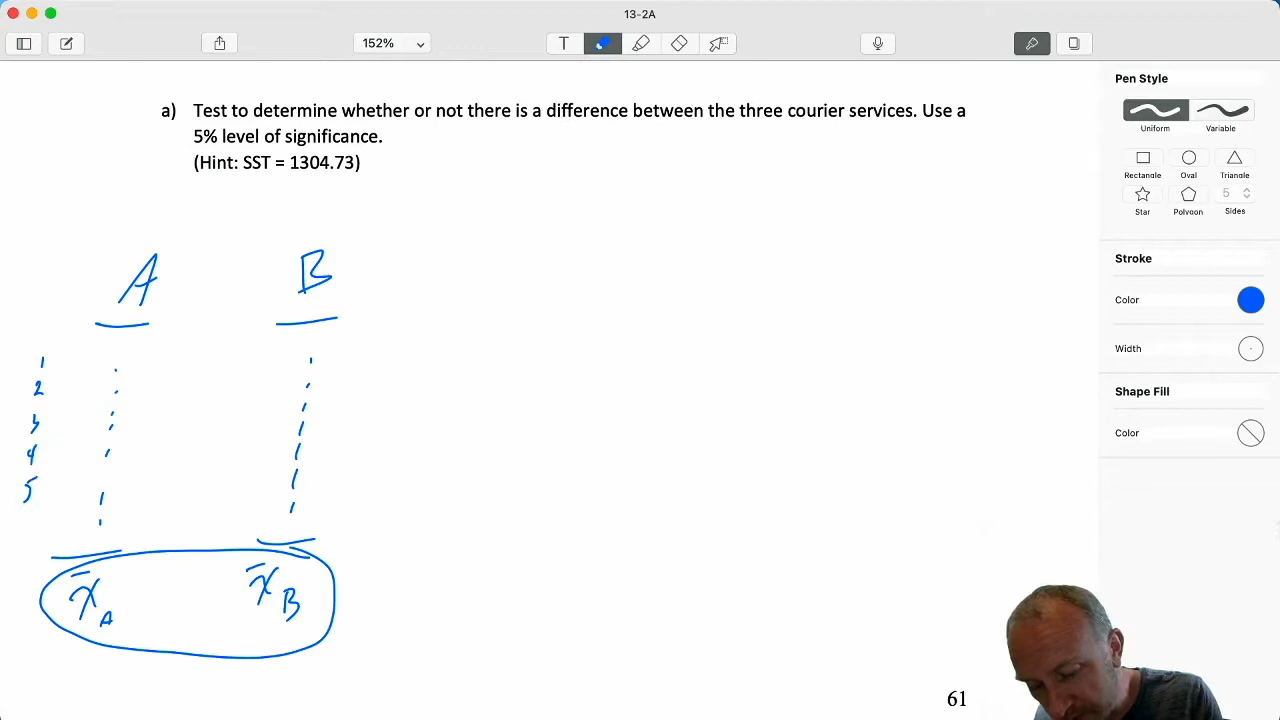 13-2A
152%
T
Pen Style
Uniform
Variable
Rectangle
Oval
Triangle
5
Star
Polygon
Sides
Stroke
Color
Width
Shape Fill
Color
a) Test to determine whether or not there is a difference between the three courier services. Use a
5% level of significance.
(Hint: SST = 1304.73)
A B
1
2
3
4
5
x̄A x̄B
61